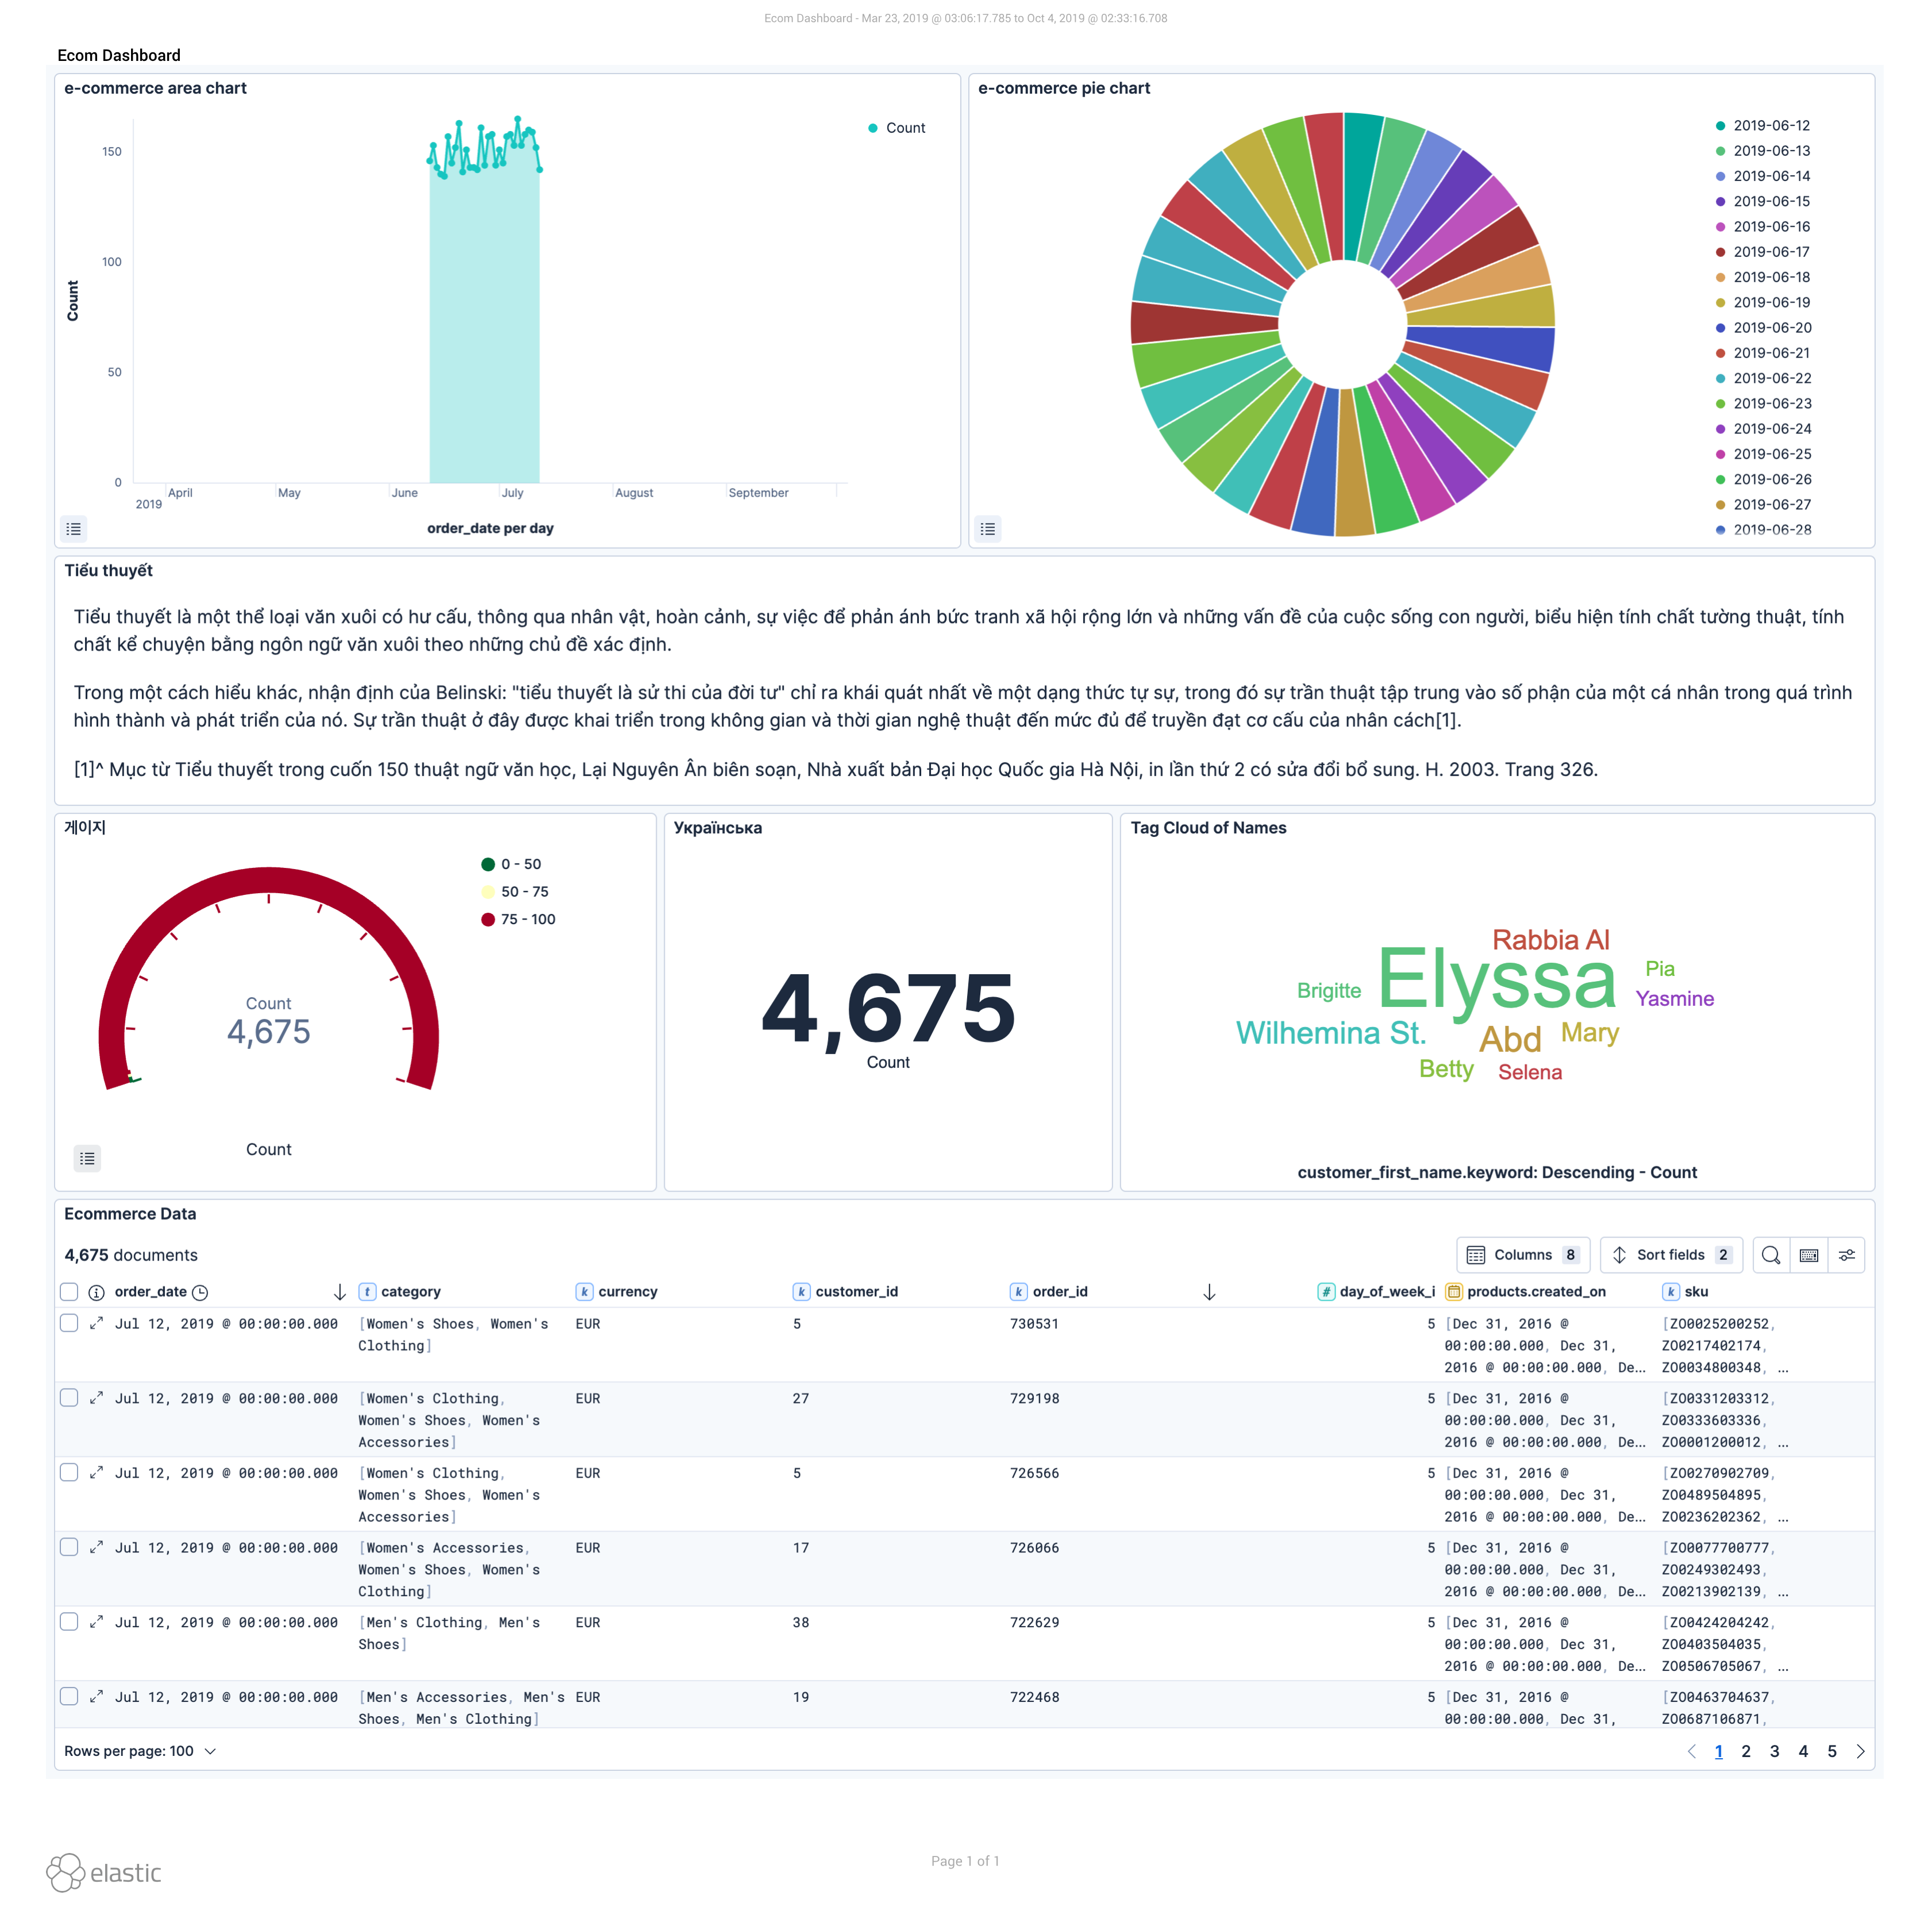 Ecom Dashboard - Mar 23, 2019 @ 03:06:17.785 to Oct 4, 2019 @ 02:33:16.708
Ecom Dashboard
e-commerce area chart
Count
150
100
50
0
Count
April
May
June
July
August
September
2019
order_date per day
e-commerce pie chart
2019-06-12
2019-06-13
2019-06-14
2019-06-15
2019-06-16
2019-06-17
2019-06-18
2019-06-19
2019-06-20
2019-06-21
2019-06-22
2019-06-23
2019-06-24
2019-06-25
2019-06-26
2019-06-27
2019-06-28
Tiểu thuyết
Tiểu thuyết là một thể loại văn xuôi có hư cấu, thông qua nhân vật, hoàn cảnh, sự việc để phản ánh bức tranh xã hội rộng lớn và những vấn đề của cuộc sống con người, biểu hiện tính chất tường thuật, tính
chất kể chuyện bằng ngôn ngữ văn xuôi theo những chủ đề xác định.
Trong một cách hiểu khác, nhận định của Belinski: "tiểu thuyết là sử thi của đời tư" chỉ ra khái quát nhất về một dạng thức tự sự, trong đó sự trần thuật tập trung vào số phận của một cá nhân trong quá trình
hình thành và phát triển của nó. Sự trần thuật ở đây được khai triển trong không gian và thời gian nghệ thuật đến mức đủ để truyền đạt cơ cấu của nhân cách[1].
[1]^ Mục từ Tiểu thuyết trong cuốn 150 thuật ngữ văn học, Lại Nguyên Ân biên soạn, Nhà xuất bản Đại học Quốc gia Hà Nội, in lần thứ 2 có sửa đổi bổ sung. H. 2003. Trang 326.
게이지
0 - 50
50 - 75
75 - 100
Count
4,675
Count
Українська
4,675
Count
Tag Cloud of Names
Rabbia Al
Elyssa
Pia
Brigitte
Yasmine
Wilhemina St.
Abd
Mary
Betty
Selena
customer_first_name.keyword: Descending - Count
Ecommerce Data
4,675 documents
Columns 8
Sort fields 2
order_date t category k currency k customer_id k order_id # day_of_week_i products.created_on k sku
Jul 12, 2019 @ 00:00:00.000 [Women's Shoes, Women's EUR 5 730531 5 [Dec 31, 2016 @ [ZO0025200252,
Clothing] 00:00:00.000, Dec 31, ZO0217402174,
2016 @ 00:00:00.000, De... ZO0034800348, ...
Jul 12, 2019 @ 00:00:00.000 [Women's Clothing, EUR 27 729198 5 [Dec 31, 2016 @ [ZO0331203312,
Women's Shoes, Women's 00:00:00.000, Dec 31, ZO0333603336,
Accessories] 2016 @ 00:00:00.000, De... ZO0001200012, ...
Jul 12, 2019 @ 00:00:00.000 [Women's Clothing, EUR 5 726566 5 [Dec 31, 2016 @ [ZO0270902709,
Women's Shoes, Women's 00:00:00.000, Dec 31, ZO0489504895,
Accessories] 2016 @ 00:00:00.000, De... ZO0236202362, ...
Jul 12, 2019 @ 00:00:00.000 [Women's Accessories, EUR 17 726066 5 [Dec 31, 2016 @ [ZO0077700777,
Women's Shoes, Women's 00:00:00.000, Dec 31, ZO0249302493,
Clothing] 2016 @ 00:00:00.000, De... ZO0213902139, ...
Jul 12, 2019 @ 00:00:00.000 [Men's Clothing, Men's EUR 38 722629 5 [Dec 31, 2016 @ [ZO0424204242,
Shoes] 00:00:00.000, Dec 31, ZO0403504035,
2016 @ 00:00:00.000, De... ZO0506705067, ...
Jul 12, 2019 @ 00:00:00.000 [Men's Accessories, Men's EUR 19 722468 5 [Dec 31, 2016 @ [ZO0463704637,
Shoes, Men's Clothing] 00:00:00.000, Dec 31, ZO0687106871,
Rows per page: 100
1 2 3 4 5
elastic
Page 1 of 1